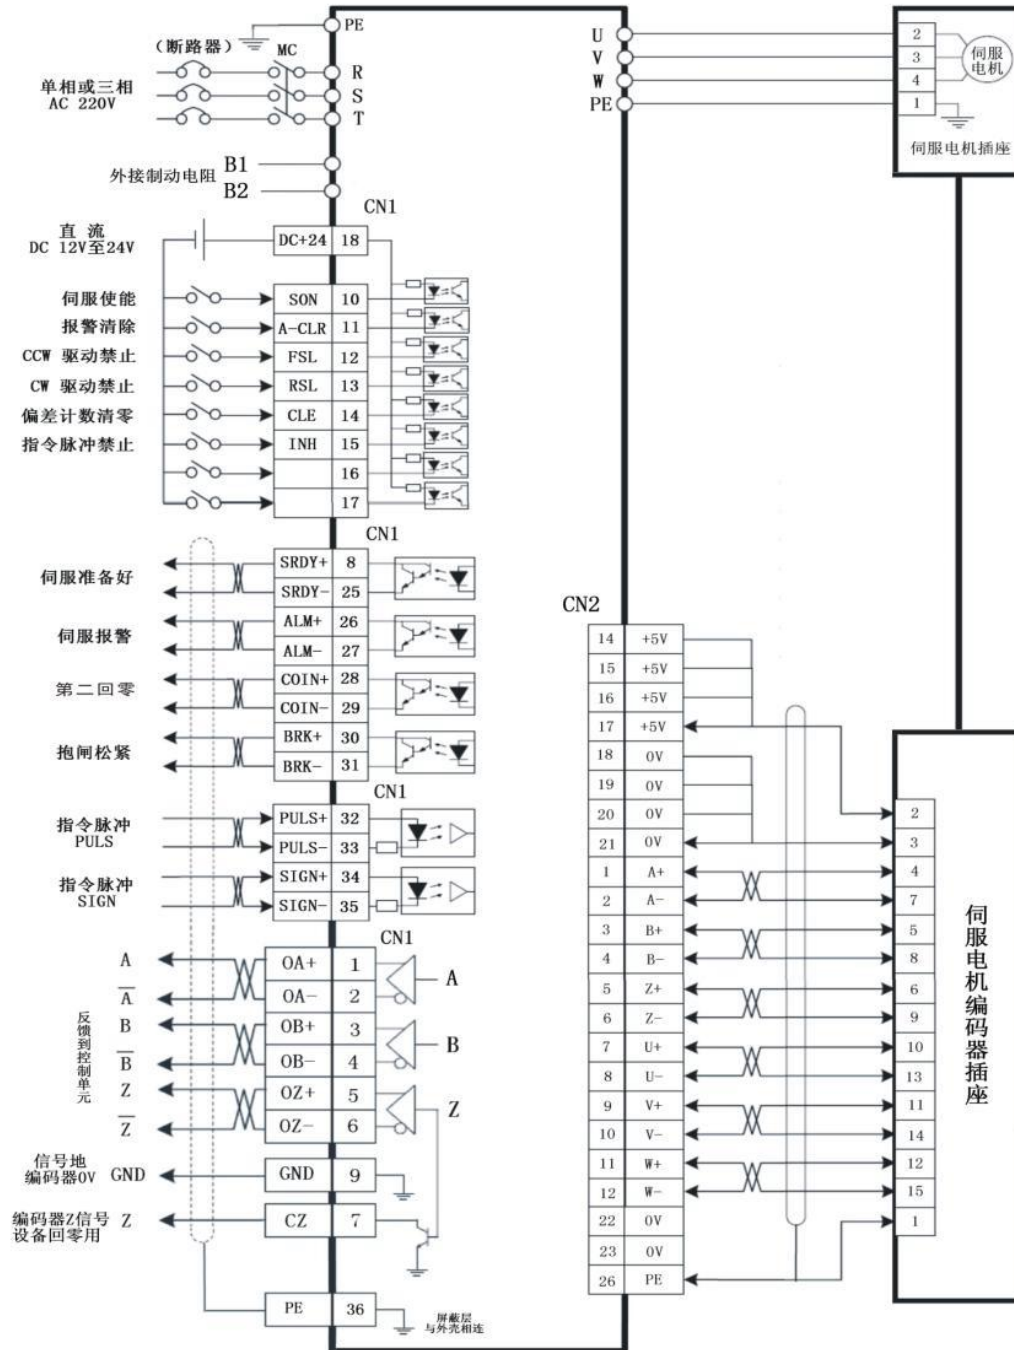 PE
（断路器）
MC
单相或三相
AC 220V
R
S
T
外接制动电阻
B1
B2
U
V
W
PE
2
3
4
1
伺服
电机
伺服电机插座
CN1
直 流
DC 12V至24V
DC+24 18
伺服使能 SON 10
报警清除 A-CLR 11
CCW 驱动禁止 FSL 12
CW 驱动禁止 RSL 13
偏差计数清零 CLE 14
指令脉冲禁止 INH 15
16
17
CN1
伺服准备好
SRDY+ 8
SRDY- 25
伺服报警
ALM+ 26
ALM- 27
第二回零
COIN+ 28
COIN- 29
抱闸松紧
BRK+ 30
BRK- 31
CN1
指令脉冲
PULS
PULS+ 32
PULS- 33
指令脉冲
SIGN
SIGN+ 34
SIGN- 35
CN1
反馈到控制单元
A OA+ 1
A̅ OA- 2
A
B OB+ 3
B̅ OB- 4
B
Z OZ+ 5
Z̅ OZ- 6
Z
信号地
编码器0V
GND GND 9
编码器Z信号
设备回零用
Z CZ 7
PE 36
屏蔽层
与外壳相连
CN2
14 +5V
15 +5V
16 +5V
17 +5V
18 0V
19 0V
20 0V
21 0V
1 A+
2 A-
3 B+
4 B-
5 Z+
6 Z-
7 U+
8 U-
9 V+
10 V-
11 W+
12 W-
22 0V
23 0V
26 PE
2
3
4
7
5
8
6
9
10
13
11
14
12
15
1
伺服电机编码器插座